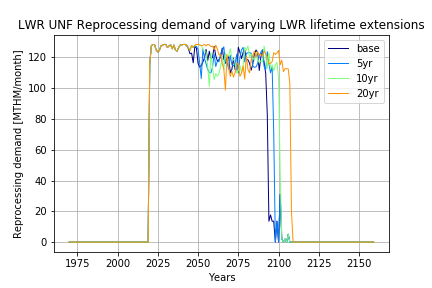 LWR UNF Reprocessing demand of varying LWR lifetime extensions
Reprocessing demand [MTHM/month]
120
100
80
60
40
20
0
base
5yr
10yr
20yr
1975 2000 2025 2050 2075 2100 2125 2150
Years